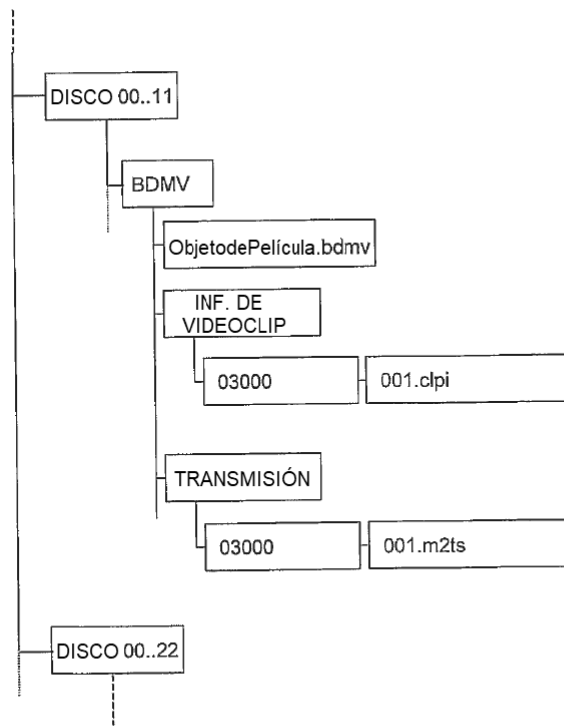 DISCO 00..11
BDMV
ObjetodePelícula.bdmv
INF. DE
VIDEOCLIP
03000
001.clpi
TRANSMISIÓN
03000
001.m2ts
DISCO 00..22